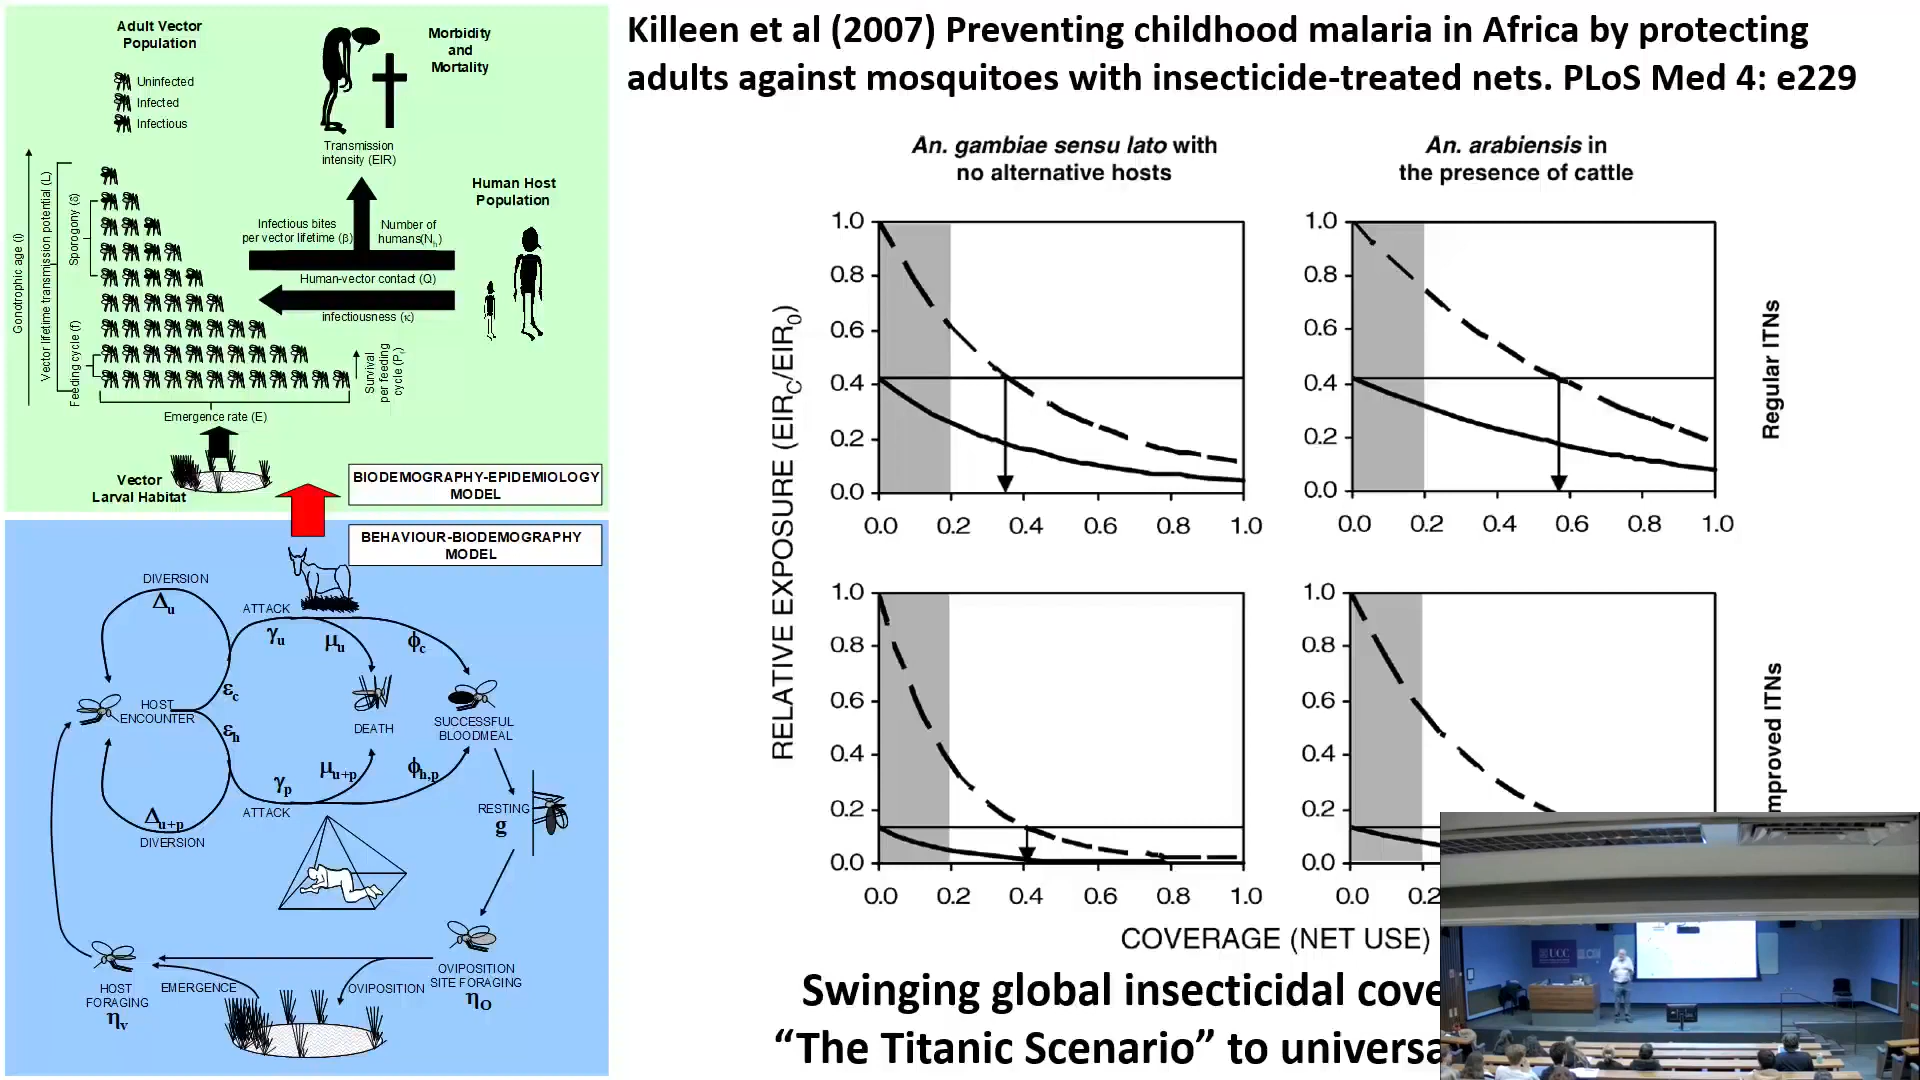 Killeen et al (2007) Preventing childhood malaria in Africa by protecting
adults against mosquitoes with insecticide-treated nets. PLoS Med 4: e229
Adult Vector
Population
Uninfected
Infected
Infectious
Morbidity
and
Mortality
Transmission
intensity (EIR)
Human Host
Population
Infectious bites
per vector lifetime (β)
Number of
humans(Nh)
Human-vector contact (Q)
infectiousness (κ)
Gonotrophic age (i)
Vector lifetime transmission potential (L)
Sporogony (s)
Feeding cycle (f)
Survival
per feeding
cycle (Pf)
Emergence rate (E)
Vector
Larval Habitat
BIODEMOGRAPHY-EPIDEMIOLOGY
MODEL
BEHAVIOUR-BIODEMOGRAPHY
MODEL
DIVERSION
Δu
ATTACK
γu
μu
ϕc
εc
HOST
ENCOUNTER
εh
DEATH
SUCCESSFUL
BLOODMEAL
μu+p
ϕh,p
γp
ATTACK
Δu+p
DIVERSION
RESTING
g
OVIPOSITION
SITE FORAGING
ηO
OVIPOSITION
EMERGENCE
HOST
FORAGING
ηv
An. gambiae sensu lato with
no alternative hosts
An. arabiensis in
the presence of cattle
RELATIVE EXPOSURE (EIRC/EIR0)
1.0
0.8
0.6
0.4
0.2
0.0
0.0 0.2 0.4 0.6 0.8 1.0
1.0
0.8
0.6
0.4
0.2
0.0
0.0 0.2 0.4 0.6 0.8 1.0
Regular ITNs
1.0
0.8
0.6
0.4
0.2
0.0
0.0 0.2 0.4 0.6 0.8 1.0
1.0
0.8
0.6
0.4
0.2
0.0
0.0 0.2
mproved ITNs
COVERAGE (NET USE)
Swinging global insecticidal cove
“The Titanic Scenario” to universa
UCC